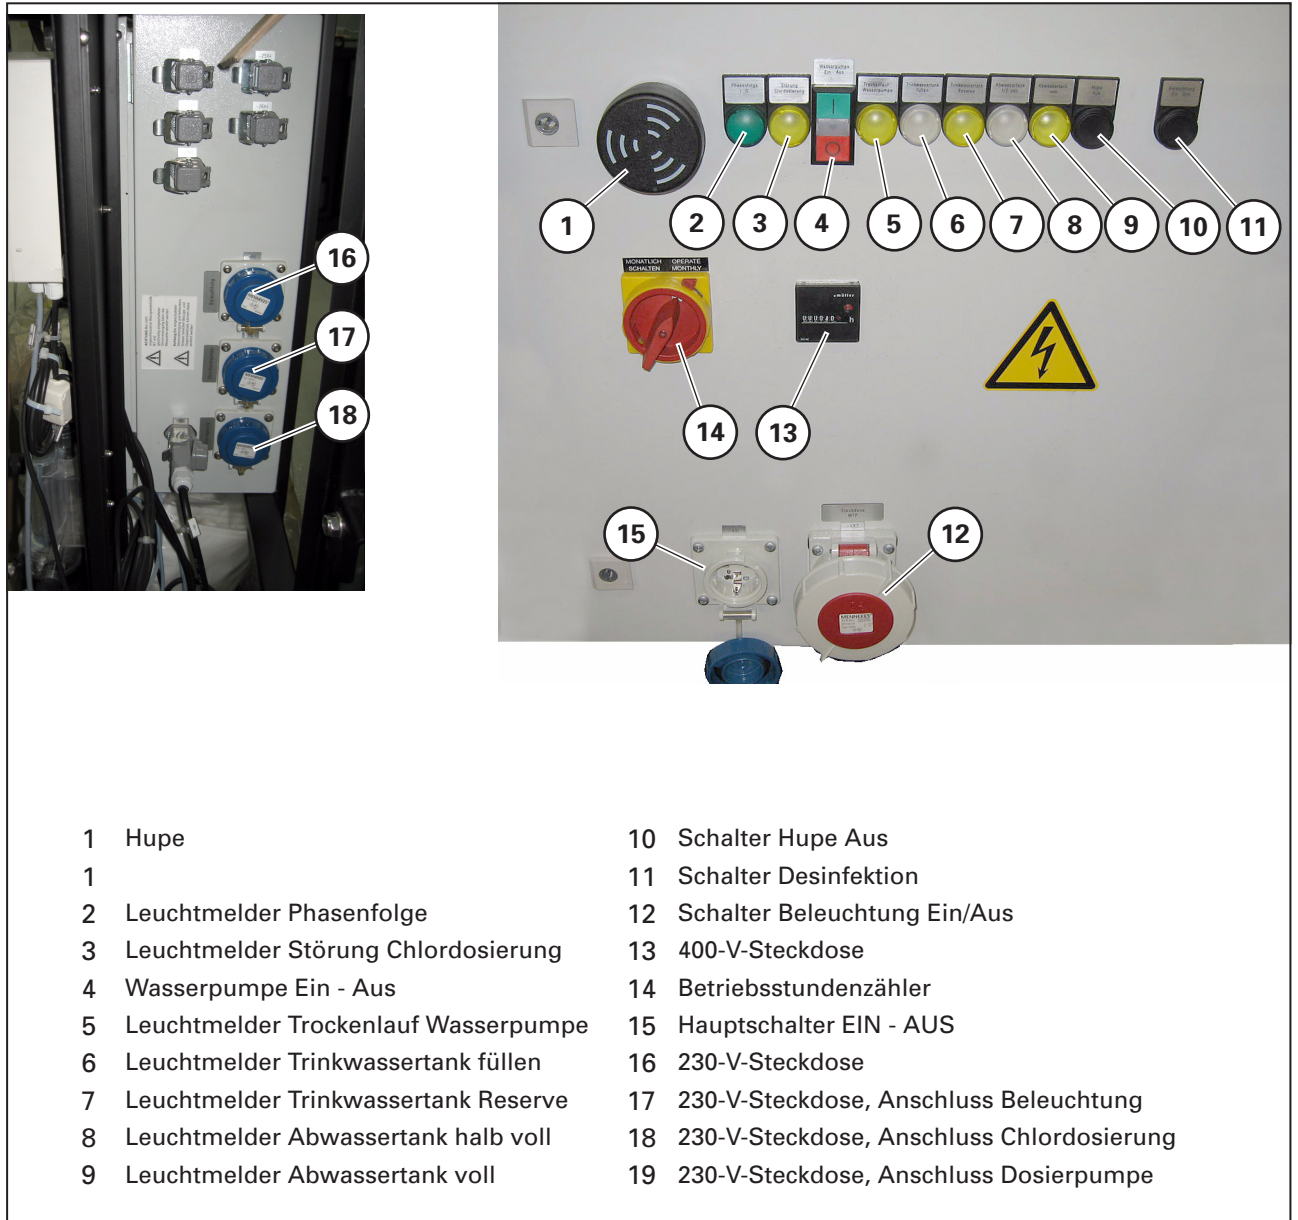 16
17
18
1
2
3
4
5
6
7
8
9
10
11
MONATLICH OPERATE
SCHALTEN MONTHLY
h
14
13
15
12
MENNEKES
1 Hupe
1
2 Leuchtmelder Phasenfolge
3 Leuchtmelder Störung Chlordosierung
4 Wasserpumpe Ein - Aus
5 Leuchtmelder Trockenlauf Wasserpumpe
6 Leuchtmelder Trinkwassertank füllen
7 Leuchtmelder Trinkwassertank Reserve
8 Leuchtmelder Abwassertank halb voll
9 Leuchtmelder Abwassertank voll
10 Schalter Hupe Aus
11 Schalter Desinfektion
12 Schalter Beleuchtung Ein/Aus
13 400-V-Steckdose
14 Betriebsstundenzähler
15 Hauptschalter EIN - AUS
16 230-V-Steckdose
17 230-V-Steckdose, Anschluss Beleuchtung
18 230-V-Steckdose, Anschluss Chlordosierung
19 230-V-Steckdose, Anschluss Dosierpumpe